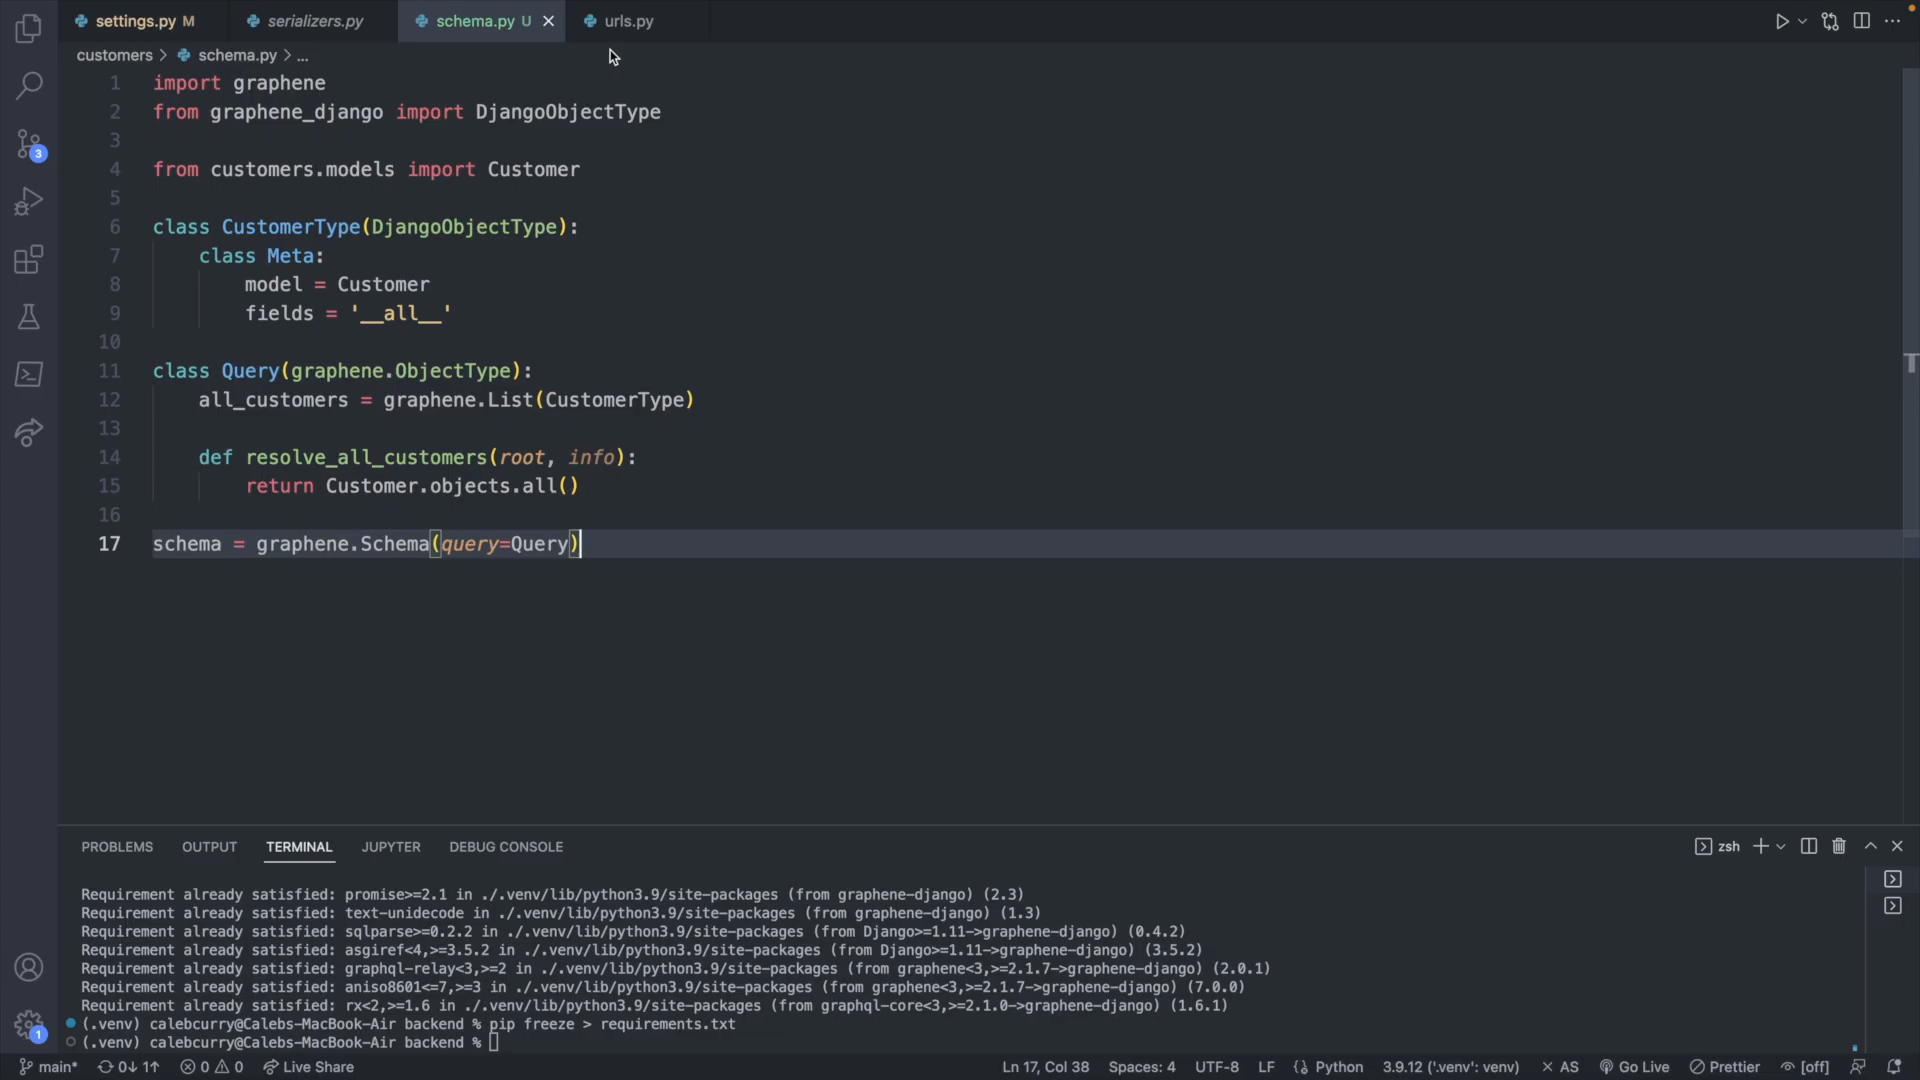 settings.py M
serializers.py
schema.py U
urls.py
customers > schema.py > ...
1 import graphene
2 from graphene_django import DjangoObjectType
3
4 from customers.models import Customer
5
6 class CustomerType(DjangoObjectType):
7 class Meta:
8 model = Customer
9 fields = '__all__'
10
11 class Query(graphene.ObjectType):
12 all_customers = graphene.List(CustomerType)
13
14 def resolve_all_customers(root, info):
15 return Customer.objects.all()
16
17 schema = graphene.Schema(query=Query)
3
PROBLEMS OUTPUT TERMINAL JUPYTER DEBUG CONSOLE
zsh
Requirement already satisfied: promise>=2.1 in ./.venv/lib/python3.9/site-packages (from graphene-django) (2.3)
Requirement already satisfied: text-unidecode in ./.venv/lib/python3.9/site-packages (from graphene-django) (1.3)
Requirement already satisfied: sqlparse>=0.2.2 in ./.venv/lib/python3.9/site-packages (from Django>=1.11->graphene-django) (0.4.2)
Requirement already satisfied: asgiref<4,>=3.5.2 in ./.venv/lib/python3.9/site-packages (from Django>=1.11->graphene-django) (3.5.2)
Requirement already satisfied: graphql-relay<3,>=2 in ./.venv/lib/python3.9/site-packages (from graphene<3,>=2.1.7->graphene-django) (2.0.1)
Requirement already satisfied: aniso8601<=7,>=3 in ./.venv/lib/python3.9/site-packages (from graphene<3,>=2.1.7->graphene-django) (7.0.0)
Requirement already satisfied: rx<2,>=1.6 in ./.venv/lib/python3.9/site-packages (from graphql-core<3,>=2.1.0->graphene-django) (1.6.1)
(.venv) calebcurry@Calebs-MacBook-Air backend % pip freeze > requirements.txt
(.venv) calebcurry@Calebs-MacBook-Air backend %
1
main* 0↓ 1↑ 0 0 Live Share
Ln 17, Col 38 Spaces: 4 UTF-8 LF Python 3.9.12 ('.venv': venv) AS Go Live Prettier [off]